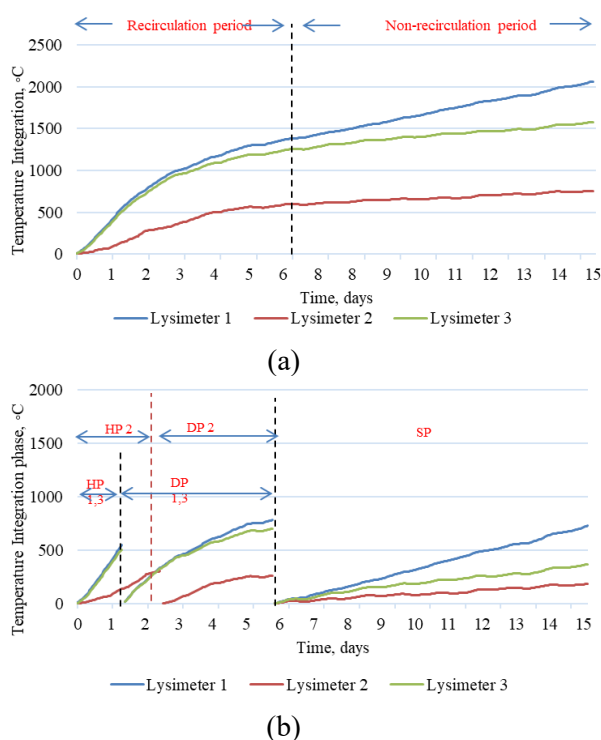 Recirculation period
Non-recirculation period
Temperature Integration, ∘C
2500
2000
1500
1000
500
0
0 1 2 3 4 5 6 8 8 9 10 10 11 12 13 14 15
Time, days
Lysimeter 1 Lysimeter 2 Lysimeter 3
(a)
Temperature Integration phase, ∘C
2000
1500
1000
500
0
HP 2
DP 2
SP
HP
1,3
DP
1,3
0 1 2 3 4 5 6 7 8 9 10 11 12 13 14 15
Time, days
Lysimeter 1 Lysimeter 2 Lysimeter 3
(b)